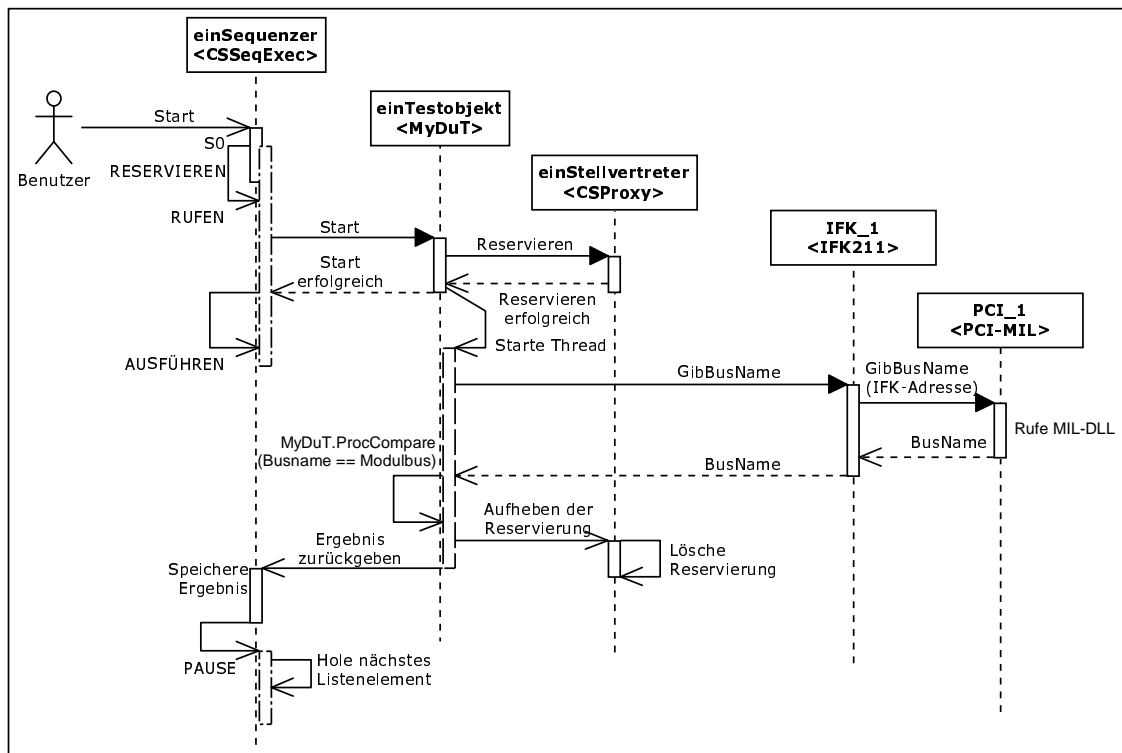 einSequenzer
<CSSeqExec>
einTestobjekt
<MyDuT>
Start
S0
RESERVIEREN
Benutzer
einStellvertreter
<CSProxy>
RUFEN
IFK_1
<IFK211>
Start
Reservieren
Start
erfolgreich
Reservieren
erfolgreich
PCI_1
<PCI-MIL>
Starte Thread
AUSFÜHREN
GibBusName
GibBusName
(IFK-Adresse)
Rufe MIL-DLL
MyDuT.ProcCompare
(Busname == Modulbus)
BusName
BusName
Aufheben der
Reservierung
Ergebnis
zurückgeben
Lösche
Reservierung
Speichere
Ergebnis
PAUSE
Hole nächstes
Listenelement